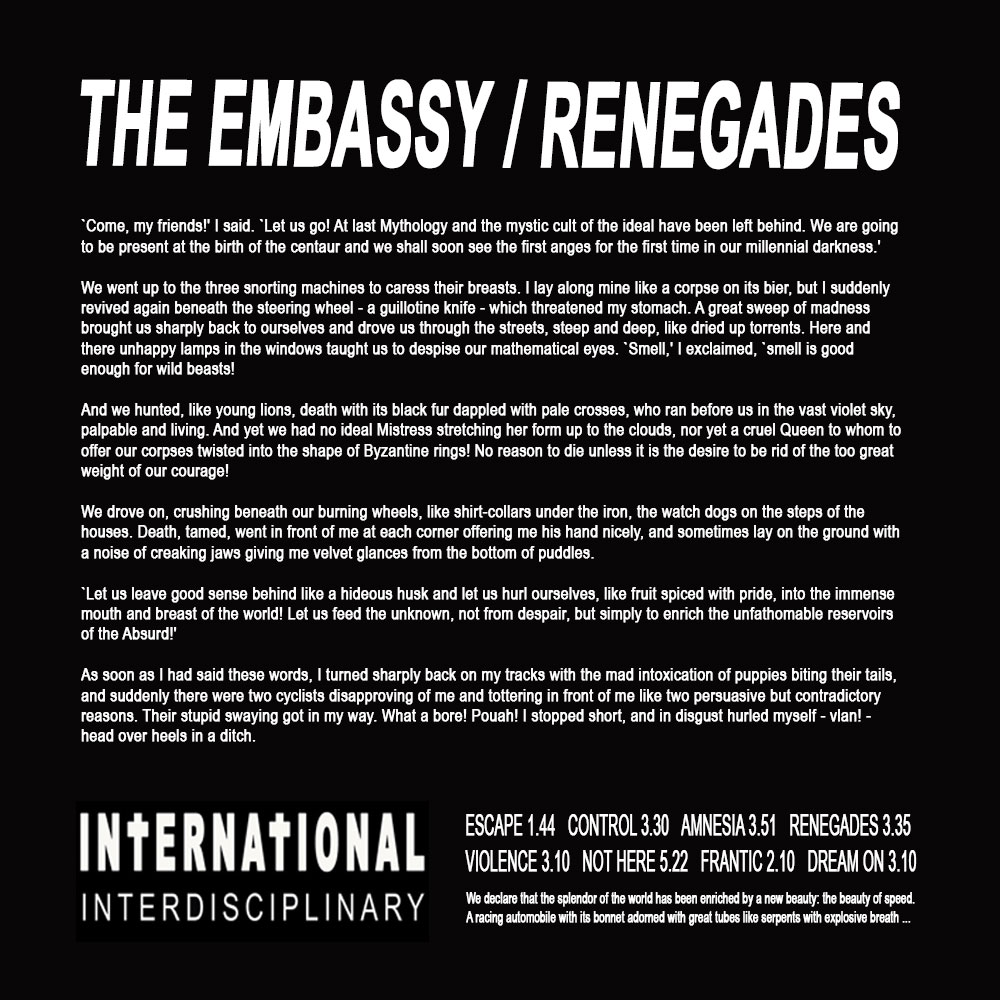 THE EMBASSY / RENEGADES
`Come, my friends!' I said. `Let us go! At last Mythology and the mystic cult of the ideal have been left behind. We are going
to be present at the birth of the centaur and we shall soon see the first anges for the first time in our millennial darkness.'
We went up to the three snorting machines to caress their breasts. I lay along mine like a corpse on its bier, but I suddenly
revived again beneath the steering wheel - a guillotine knife - which threatened my stomach. A great sweep of madness
brought us sharply back to ourselves and drove us through the streets, steep and deep, like dried up torrents. Here and
there unhappy lamps in the windows taught us to despise our mathematical eyes. `Smell,' I exclaimed, `smell is good
enough for wild beasts!
And we hunted, like young lions, death with its black fur dappled with pale crosses, who ran before us in the vast violet sky,
palpable and living. And yet we had no ideal Mistress stretching her form up to the clouds, nor yet a cruel Queen to whom to
offer our corpses twisted into the shape of Byzantine rings! No reason to die unless it is the desire to be rid of the too great
weight of our courage!
We drove on, crushing beneath our burning wheels, like shirt-collars under the iron, the watch dogs on the steps of the
houses. Death, tamed, went in front of me at each corner offering me his hand nicely, and sometimes lay on the ground with
a noise of creaking jaws giving me velvet glances from the bottom of puddles.
`Let us leave good sense behind like a hideous husk and let us hurl ourselves, like fruit spiced with pride, into the immense
mouth and breast of the world! Let us feed the unknown, not from despair, but simply to enrich the unfathomable reservoirs
of the Absurd!'
As soon as I had said these words, I turned sharply back on my tracks with the mad intoxication of puppies biting their tails,
and suddenly there were two cyclists disapproving of me and tottering in front of me like two persuasive but contradictory
reasons. Their stupid swaying got in my way. What a bore! Pouah! I stopped short, and in disgust hurled myself - vlan! -
head over heels in a ditch.
INTERNATIONAL
INTERDISCIPLINARY
ESCAPE 1.44 CONTROL 3.30 AMNESIA 3.51 RENEGADES 3.35
VIOLENCE 3.10 NOT HERE 5.22 FRANTIC 2.10 DREAM ON 3.10
We declare that the splendor of the world has been enriched by a new beauty: the beauty of speed.
A racing automobile with its bonnet adorned with great tubes like serpents with explosive breath ...